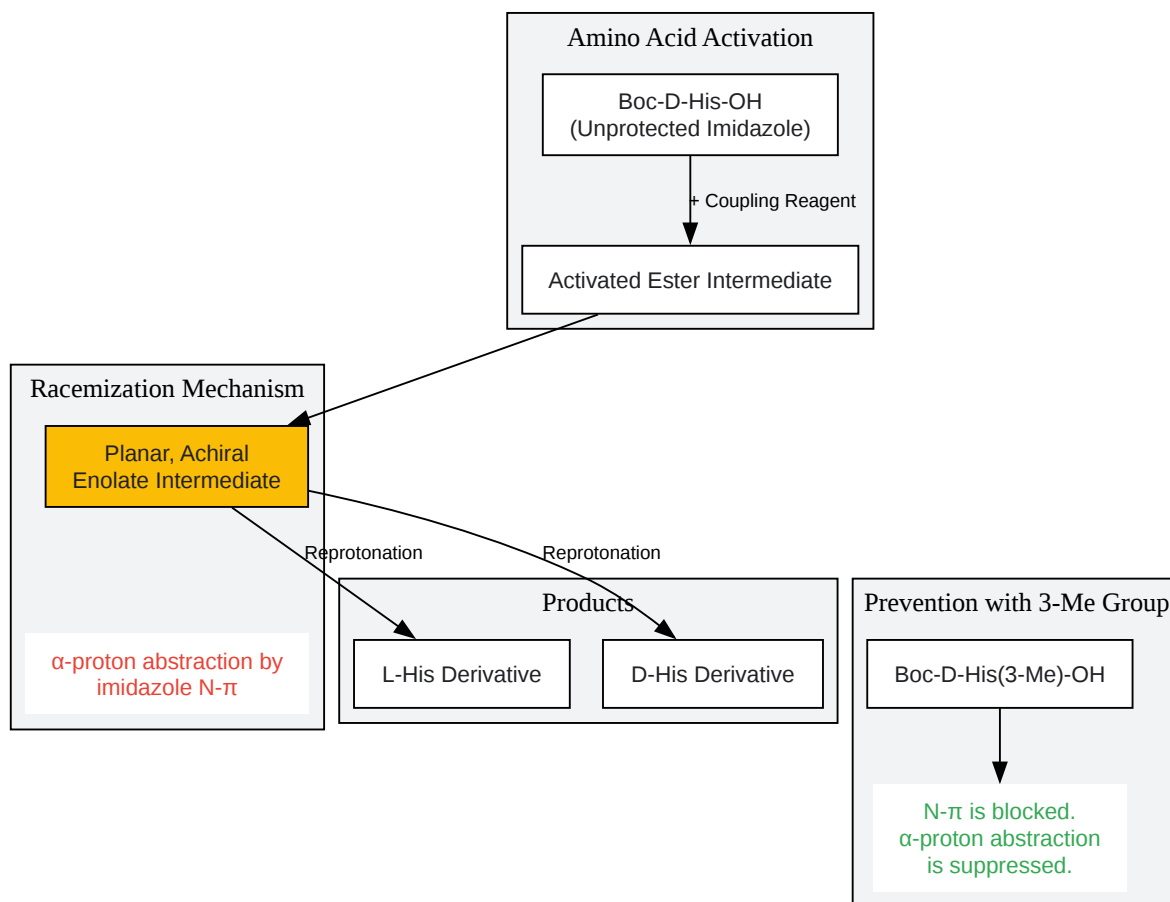 Amino Acid Activation
Boc-D-His-OH
(Unprotected Imidazole)
+ Coupling Reagent
Activated Ester Intermediate
Racemization Mechanism
Planar, Achiral
Enolate Intermediate
Reprotonation
Reprotonation
α-proton abstraction by
imidazole N-π
Products
L-His Derivative
D-His Derivative
Prevention with 3-Me Group
Boc-D-His(3-Me)-OH
N-π is blocked.
α-proton abstraction
is suppressed.